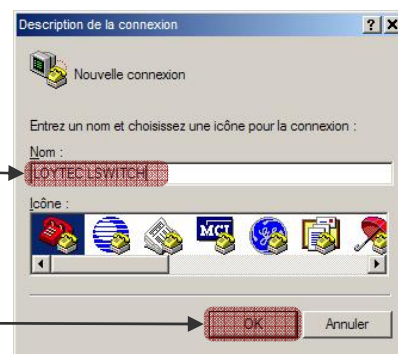 Description de la connexion
Nouvelle connexion
Entrez un nom et choisissez une icône pour la connexion :
Nom :
LOYTEC LSWITCH
Icône :
MCI
OK
Annuler